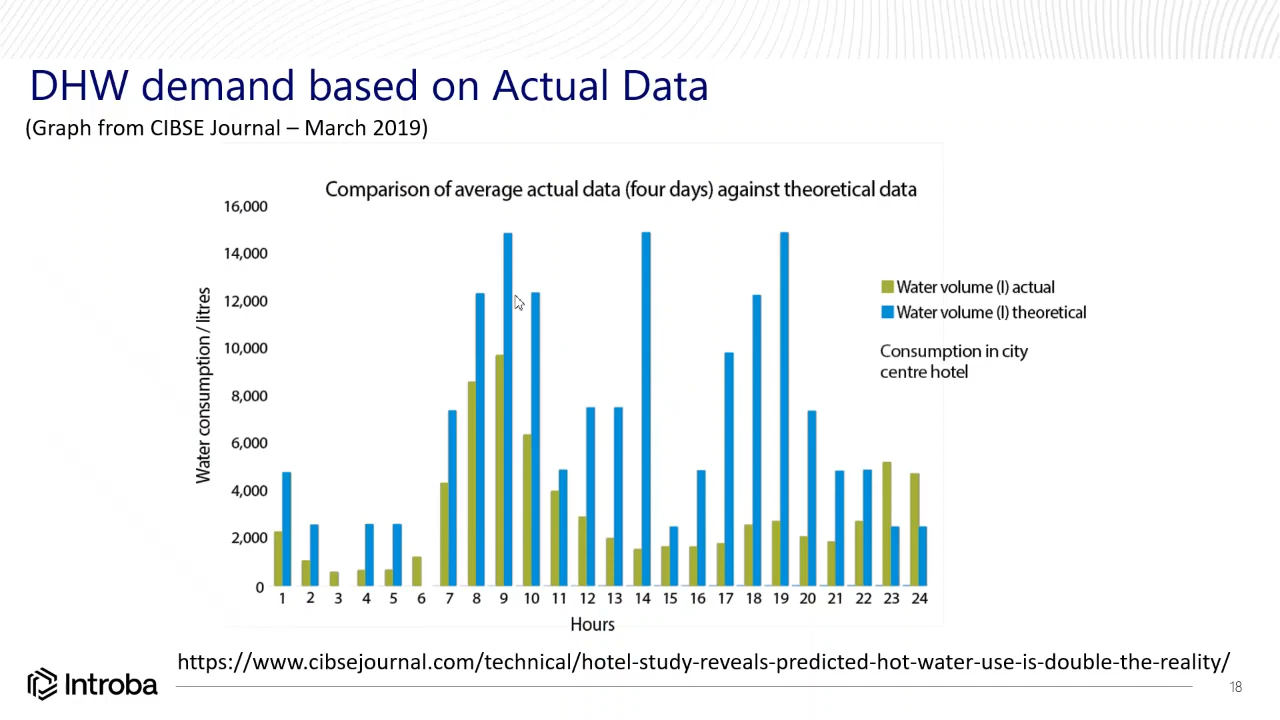 DHW demand based on Actual Data
(Graph from CIBSE Journal – March 2019)
Comparison of average actual data (four days) against theoretical data
Water consumption / litres
16,000
14,000
12,000
10,000
8,000
6,000
4,000
2,000
0
1 2 3 4 5 6 7 8 9 10 11 12 13 14 15 16 17 18 19 20 21 22 23 24
Hours
Water volume (l) actual
Water volume (l) theoretical
Consumption in city
centre hotel
https://www.cibsejournal.com/technical/hotel-study-reveals-predicted-hot-water-use-is-double-the-reality/
Introba
18